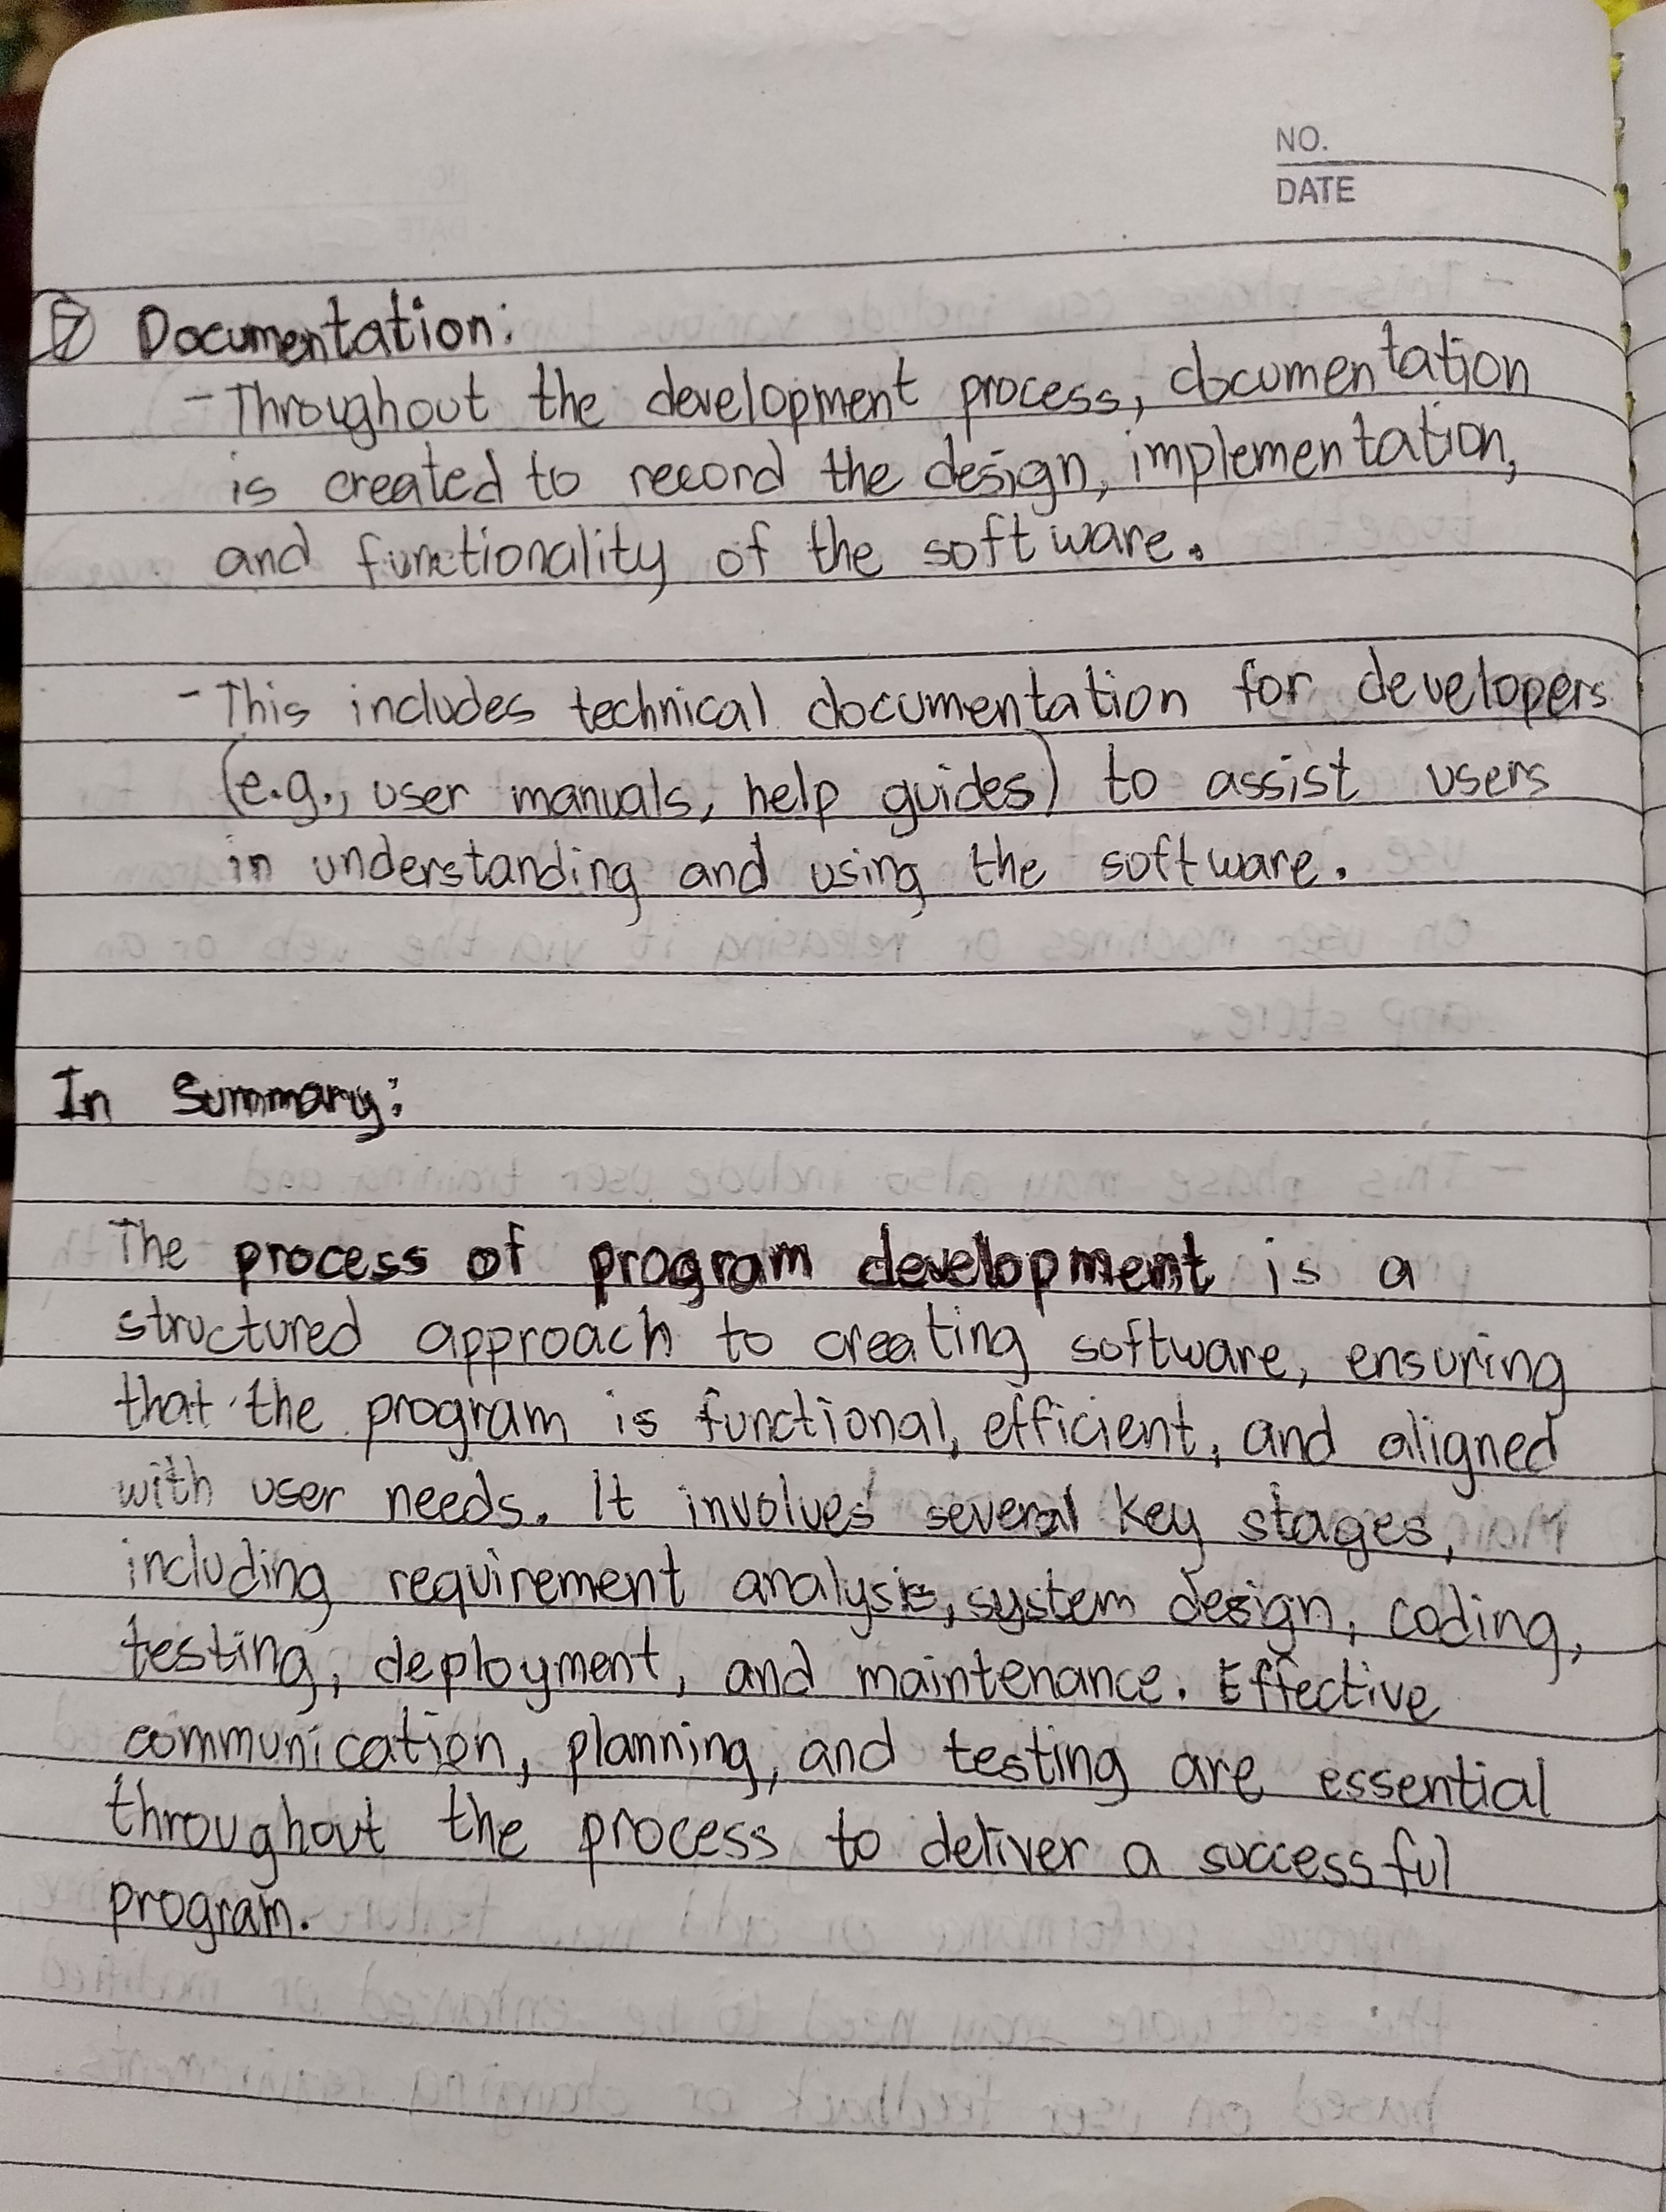 NO.
DATE
⑦ Documentation:
- Throughout the development process, documentation
is created to record the design, implementation,
and functionality of the software.
- This includes technical documentation for developers
(e.g., user manuals, help guides) to assist users
in understanding and using the software.
In Summary:
The process of program development is a
structured approach to creating software, ensuring
that the program is functional, efficient, and aligned
with user needs. It involves several key stages,
including requirement analysis, system design, coding,
testing, deployment, and maintenance. Effective
communication, planning, and testing are essential
throughout the process to deliver a successful
program.